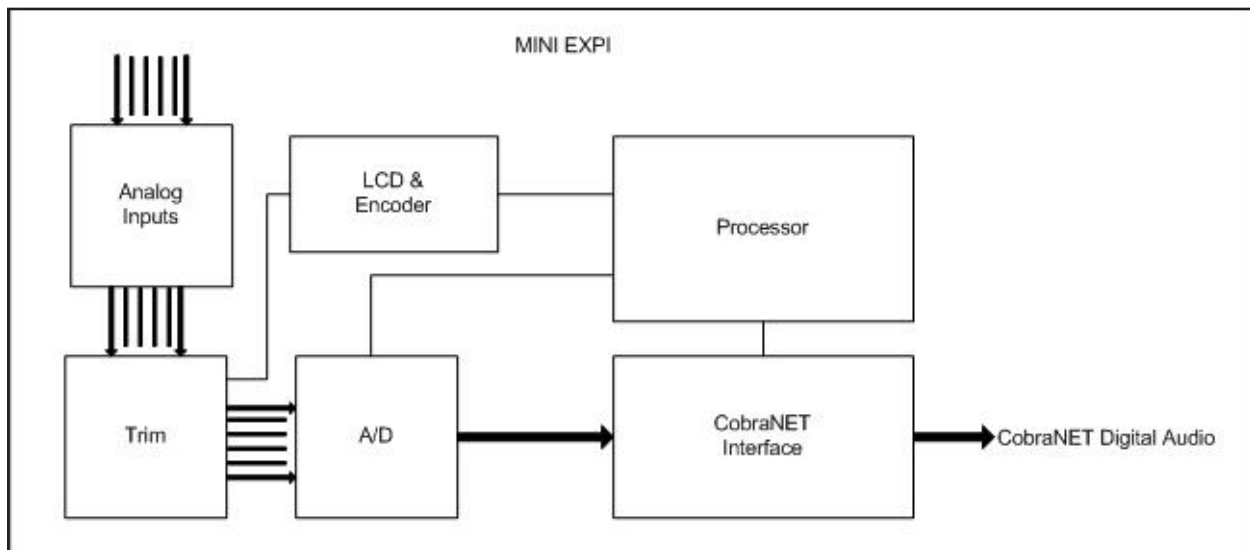 MINI EXPI
Analog
Inputs
LCD &
Encoder
Processor
Trim
A/D
CobraNET
Interface
CobraNET Digital Audio